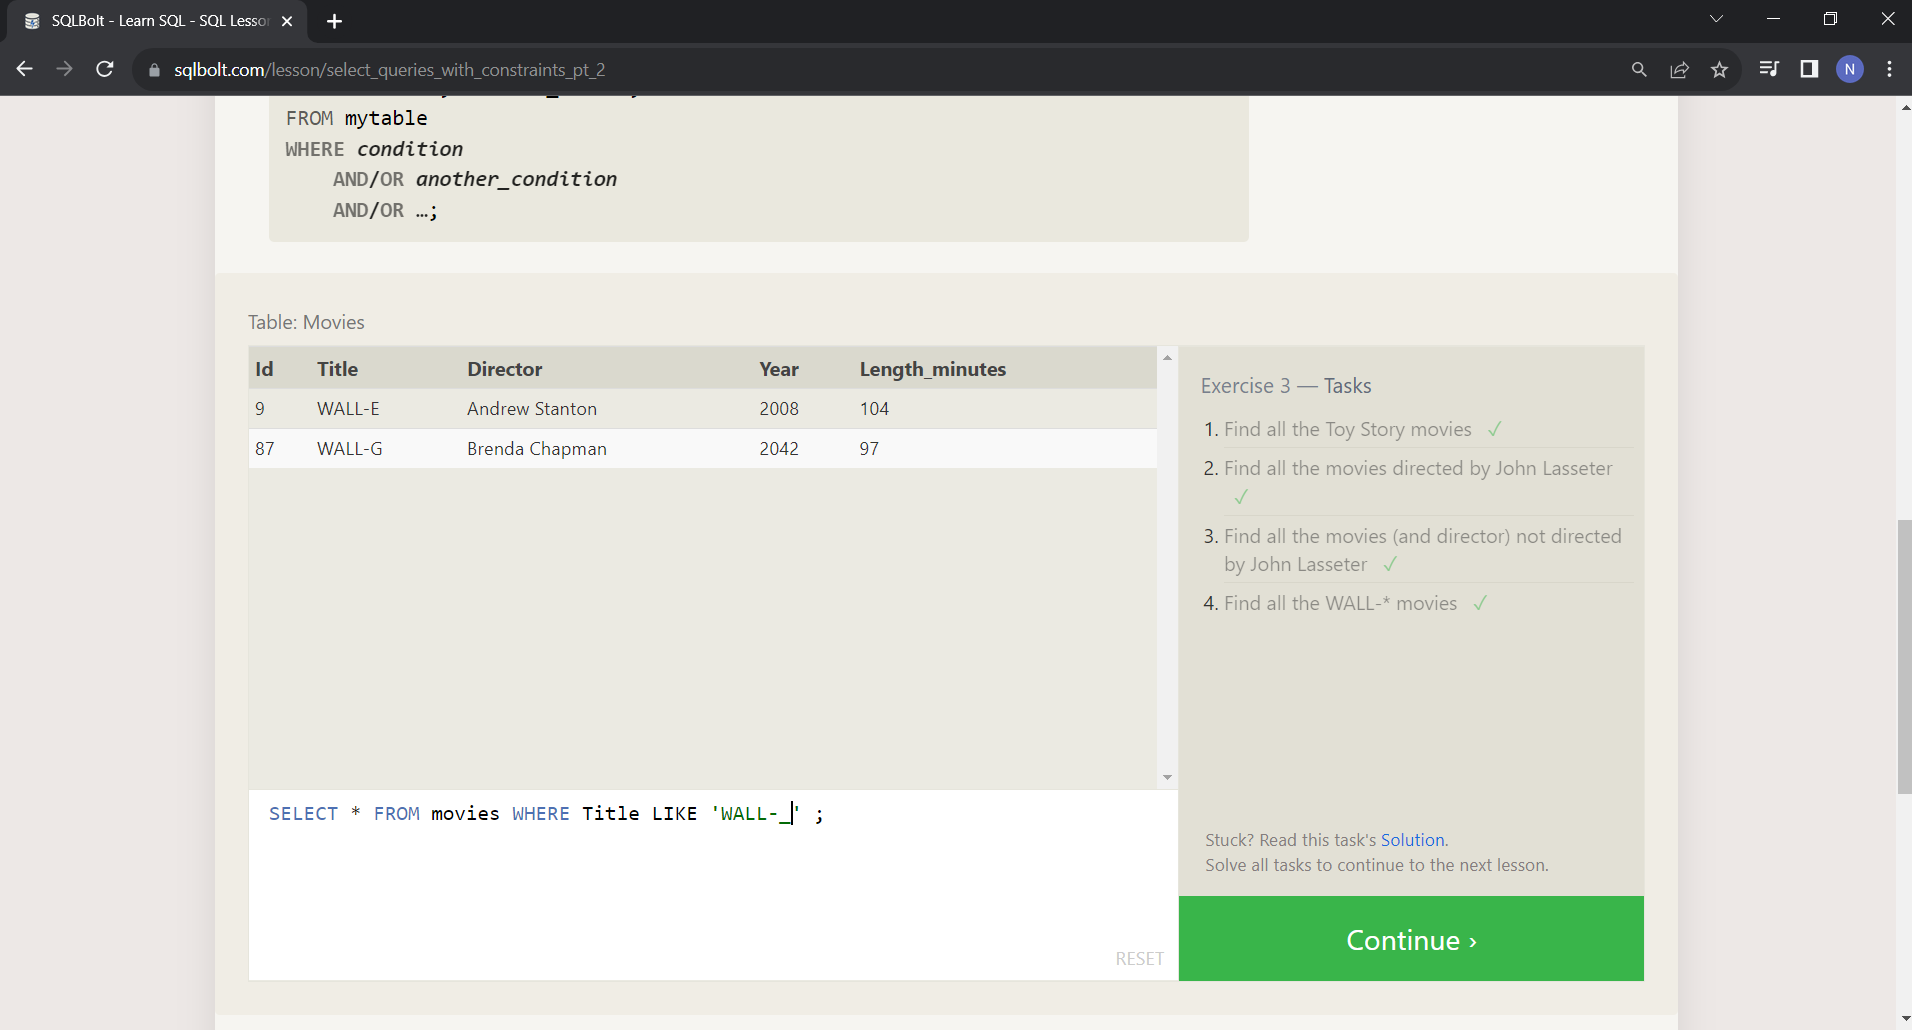 SQLBolt - Learn SQL - SQL Lesso
sqlbolt.com/lesson/select_queries_with_constraints_pt_2
N
FROM mytable
WHERE condition
AND/OR another_condition
AND/OR …;
Table: Movies
Id Title Director Year Length_minutes
9 WALL-E Andrew Stanton 2008 104
87 WALL-G Brenda Chapman 2042 97
SELECT * FROM movies WHERE Title LIKE 'WALL-_' ;
RESET
Exercise 3 — Tasks
1. Find all the Toy Story movies ✓
2. Find all the movies directed by John Lasseter
✓
3. Find all the movies (and director) not directed
by John Lasseter ✓
4. Find all the WALL-* movies ✓
Stuck? Read this task's Solution.
Solve all tasks to continue to the next lesson.
Continue ›